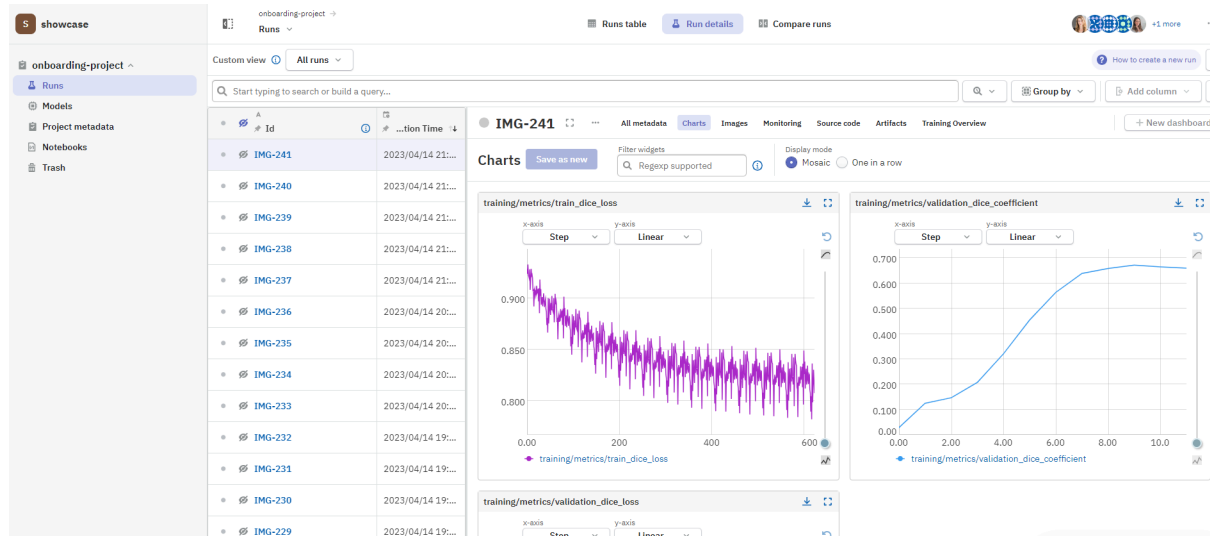 S showcase
onboarding-project
Runs
Models
Project metadata
Notebooks
Trash
onboarding-project →
Runs
Runs table
Run details
Compare runs
+1 more
Custom view
All runs
How to create a new run
Start typing to search or build a query...
Group by
Add column
A
Id
...tion Time
IMG-241 2023/04/14 21:...
IMG-240 2023/04/14 21:...
IMG-239 2023/04/14 21:...
IMG-238 2023/04/14 21:...
IMG-237 2023/04/14 21:...
IMG-236 2023/04/14 20:...
IMG-235 2023/04/14 20:...
IMG-234 2023/04/14 20:...
IMG-233 2023/04/14 20:...
IMG-232 2023/04/14 19:...
IMG-231 2023/04/14 19:...
IMG-230 2023/04/14 19:...
IMG-229 2023/04/14 19:...
IMG-241
All metadata
Charts
Images
Monitoring
Source code
Artifacts
Training Overview
+ New dashboard
Charts
Save as new
Filter widgets
Regexp supported
Display mode
Mosaic
One in a row
training/metrics/train_dice_loss
x-axis
Step
y-axis
Linear
0.900
0.850
0.800
0.00 200 400 600
training/metrics/train_dice_loss
training/metrics/validation_dice_coefficient
x-axis
Step
y-axis
Linear
0.700
0.600
0.500
0.400
0.300
0.200
0.100
0.00
0.00 2.00 4.00 6.00 8.00 10.0
training/metrics/validation_dice_coefficient
training/metrics/validation_dice_loss
x-axis
Step
y-axis
Linear